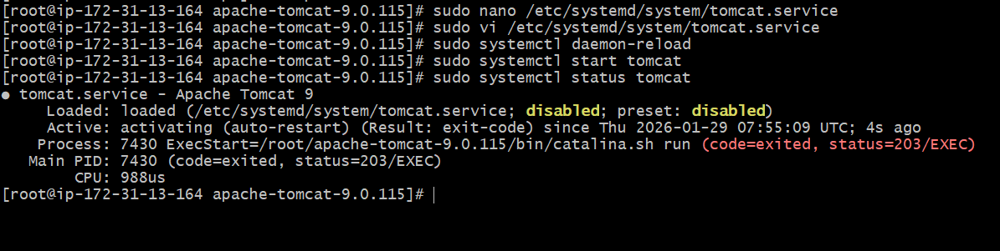 [root@ip-172-31-13-164 apache-tomcat-9.0.115]# sudo nano /etc/systemd/system/tomcat.service
[root@ip-172-31-13-164 apache-tomcat-9.0.115]# sudo vi /etc/systemd/system/tomcat.service
[root@ip-172-31-13-164 apache-tomcat-9.0.115]# sudo systemctl daemon-reload
[root@ip-172-31-13-164 apache-tomcat-9.0.115]# sudo systemctl start tomcat
[root@ip-172-31-13-164 apache-tomcat-9.0.115]# sudo systemctl status tomcat
● tomcat.service - Apache Tomcat 9
     Loaded: loaded (/etc/systemd/system/tomcat.service; disabled; preset: disabled)
     Active: activating (auto-restart) (Result: exit-code) since Thu 2026-01-29 07:55:09 UTC; 4s ago
    Process: 7430 ExecStart=/root/apache-tomcat-9.0.115/bin/catalina.sh run (code=exited, status=203/EXEC)
   Main PID: 7430 (code=exited, status=203/EXEC)
        CPU: 988us
[root@ip-172-31-13-164 apache-tomcat-9.0.115]#